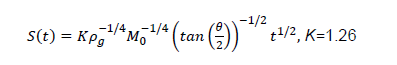 S(t) = Kρ_g^{-1/4} M_0^{-1/4} (tan (θ/2))^{-1/2} t^{1/2}, K=1.26